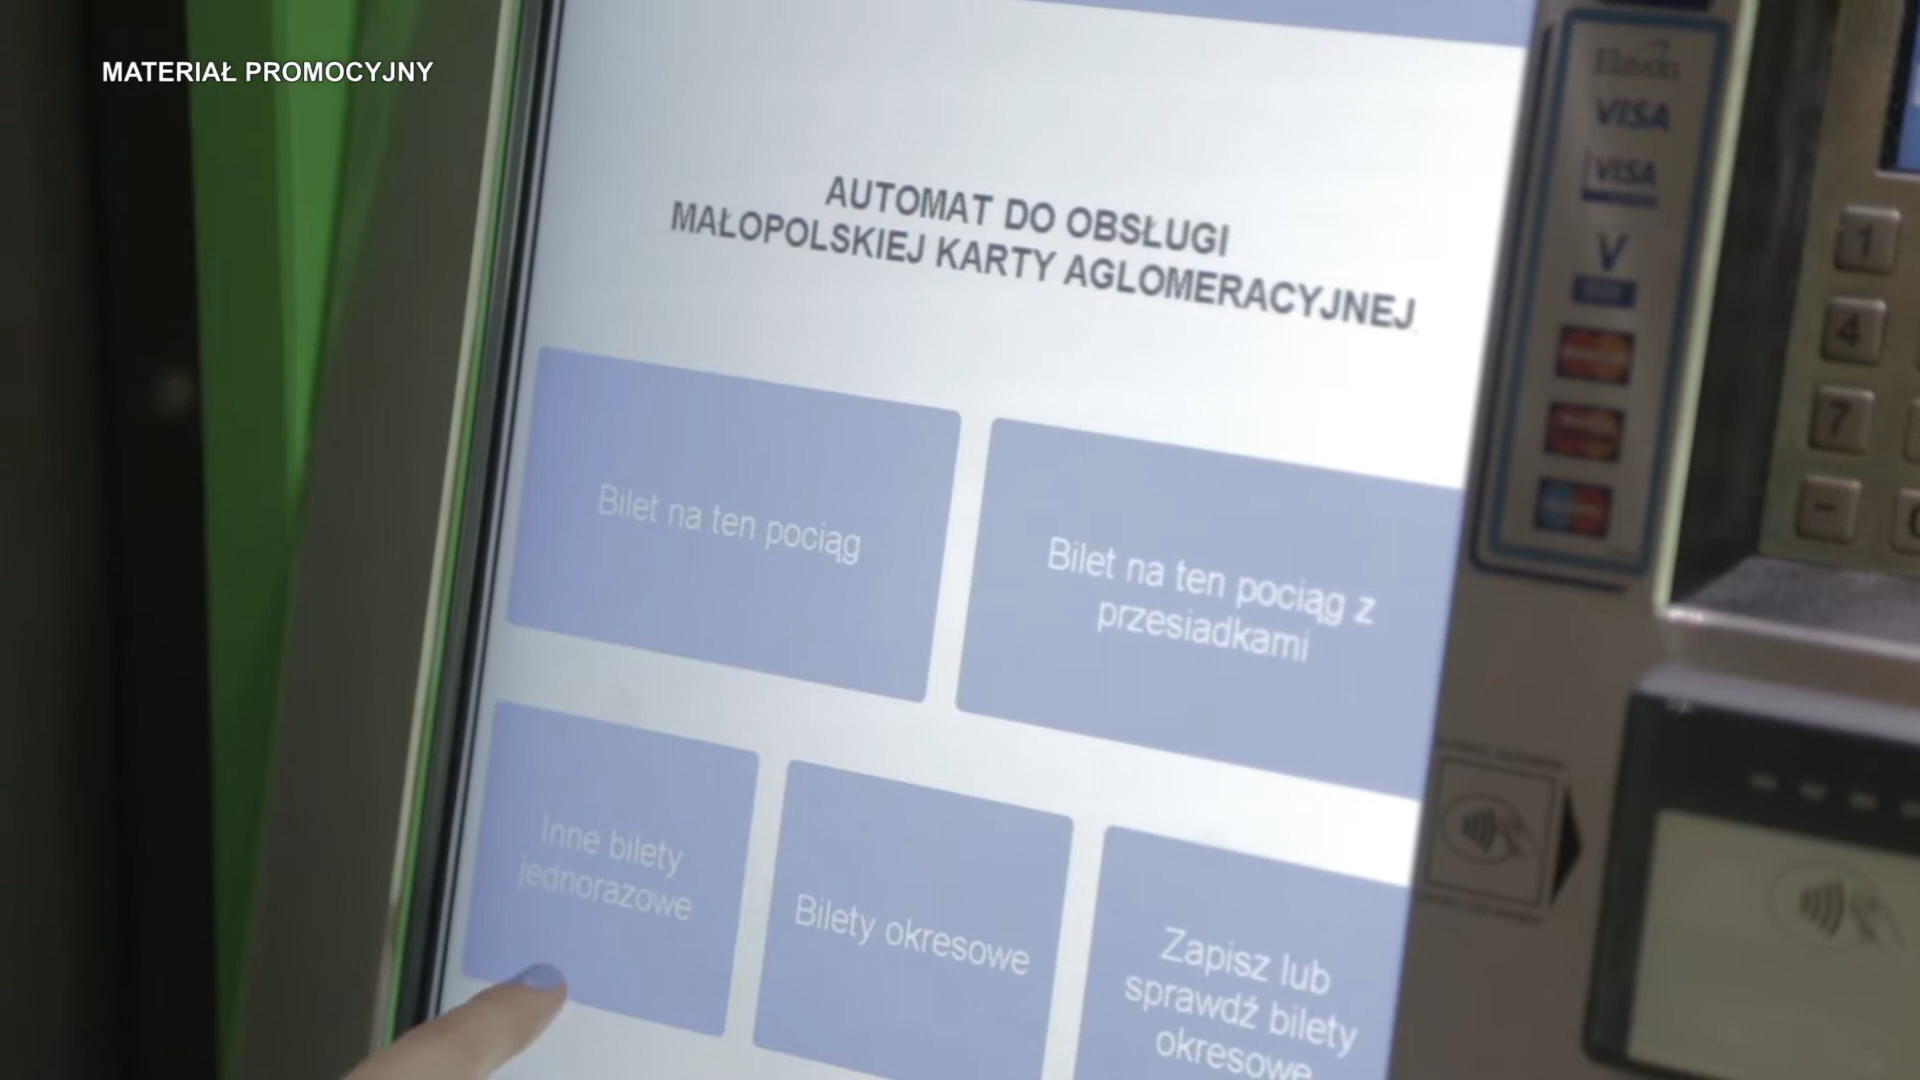 MATERIAŁ PROMOCYJNY
AUTOMAT DO OBSŁUGI
MAŁOPOLSKIEJ KARTY AGLOMERACYJNEJ
Bilet na ten pociąg
Bilet na ten pociąg z
przesiadkami
Inne bilety
jednorazowe
Bilety okresowe
Zapisz lub
sprawdź bilety
okresowe
Elavon
VISA
VISA
V
1
4
7
-